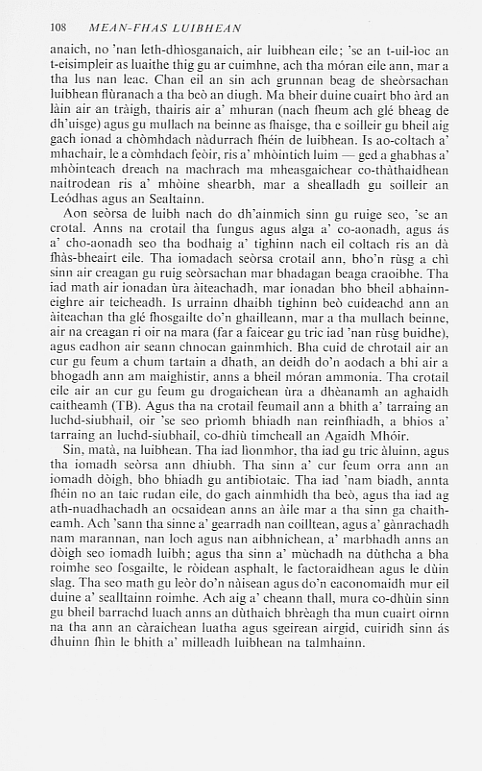 108 MEAN-FHAS LUIBHEAN
anaich, no 'nan leth-dhìosganaich, air luibhean eile; 'se an t-uil-ìoc an
t-eisimpleir as luaithe thig gu ar cuimhne, ach tha móran eile ann, mar a
tha lus nan leac. Chan eil an sin ach grunnan beag de sheòrsachan
luibhean flùranach a tha beò an diugh. Ma bheir duine cuairt bho àrd an
làin air an tràigh, thairis air a' mhuran (nach fheum ach glé bheag de
dh'uisge) agus gu mullach na beinne as fhaisge, tha e soilleir gu bheil aig
gach ionad a chòmhdach nàdurrach fhéin de luibhean. Is ao-coltach a'
mhachair, le a còmhdach feòir, ris a' mhòintich luim — ged a ghabhas a'
mhòinteach dreach na machrach ma mheasgaichear co-thàthaidhean
naitrodean ris a' mhòine shearbh, mar a shealladh gu soilleir an
Leódhas agus an Sealtainn.
Aon seòrsa de luibh nach do dh'ainmich sinn gu ruige seo, 'se an
crotal. Anns na crotail tha fungus agus alga a' co-aonadh, agus ás
a' cho-aonadh seo tha bodhaig a' tighinn nach eil coltach ris an dà
fhàs-bheairt eile. Tha iomadach seòrsa crotail ann, bho'n rùsg a chì
sinn air creagan gu ruig seòrsachan mar bhadagan beaga craoibhe. Tha
iad math air ionadan ùra àiteachadh, mar ionadan bho bheil abhainn-
eighre air teicheadh. Is urrainn dhaibh tighinn beò cuideachd ann an
àiteachan tha glé fhosgailte do'n ghailleann, mar a tha mullach beinne,
air na creagan ri oir na mara (far a faicear gu tric iad 'nan rùsg buidhe),
agus eadhon air seann chnocan gainmhich. Bha cuid de chrotail air an
cur gu feum a chum tartain a dhath, an deidh do'n aodach a bhi air a
bhogadh ann am maighistir, anns a bheil móran ammonia. Tha crotail
eile air an cur gu feum gu drogaichean ùra a dhèanamh an aghaidh
caitheamh (TB). Agus tha na crotail feumail ann a bhith a' tarraing an
luchd-siubhail, oir 'se seo prìomh bhiadh nan reinfhiadh, a bhios a'
tarraing an luchd-siubhail, co-dhiù timcheall an Agaidh Mhóir.
Sin, matà, na luibhean. Tha iad lìonmhor, tha iad gu tric àluinn, agus
tha iomadh seòrsa ann dhiubh. Tha sinn a' cur feum orra ann an
iomadh dòigh, bho bhiadh gu antibiotaic. Tha iad 'nam biadh, annta
fhéin no an taic rudan eile, do gach ainmhidh tha beò, agus tha iad ag
ath-nuadhachadh an ocsaidean anns an àile mar a tha sinn ga chaith-
eamh. Ach 'sann tha sinne a' gearradh nan coilltean, agus a' gànrachadh
nam marannan, nan loch agus nan aibhnichean, a' marbhadh anns an
dòigh seo iomadh luibh; agus tha sinn a' mùchadh na dùthcha a bha
roimhe seo fosgailte, le ròidean asphalt, le factoraidhean agus le dùin
slag. Tha seo math gu leòr do'n nàisean agus do'n eaconomaidh mur eil
duine a' sealltainn roimhe. Ach aig a' cheann thall, mura co-dhùin sinn
gu bheil barrachd luach anns an dùthaich bhrèagh tha mun cuairt oirnn
na tha ann an càraichean luatha agus sgeirean airgid, cuiridh sinn ás
dhuinn fhìn le bhith a' milleadh luibhean na talmhainn.